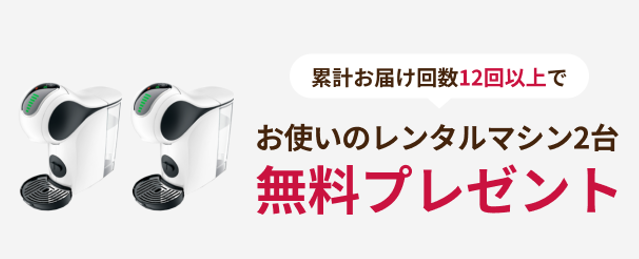 累計お届け回数12回以上で
お使いのレンタルマシン2台
無料プレゼント